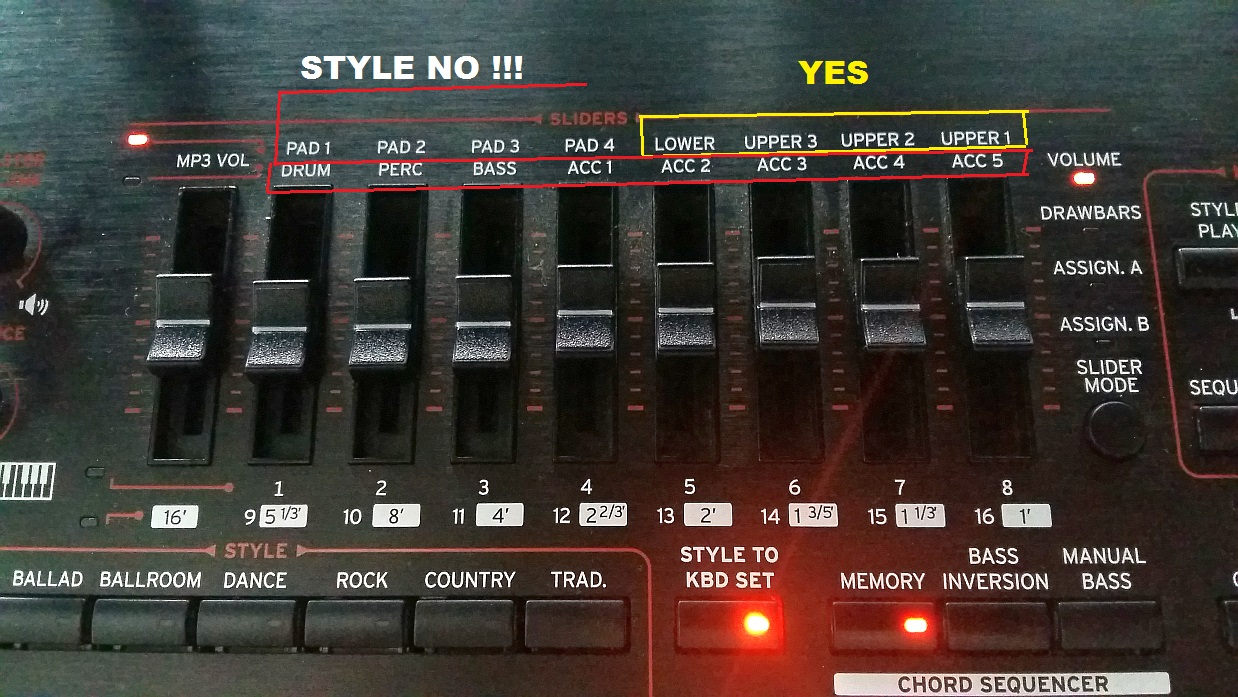 STYLE NO !!!
YES
SLIDERS
MP3 VOL
PAD 1 PAD 2 PAD 3 PAD 4 LOWER UPPER 3 UPPER 2 UPPER 1
DRUM PERC BASS ACC 1 ACC 2 ACC 3 ACC 4 ACC 5
VOLUME
DRAWBARS
ASSIGN. A
ASSIGN. B
SLIDER
MODE
1 2 3 4 5 6 7 8
16' 9 5 1/3' 10 8' 11 4' 12 2 2/3' 13 2' 14 1 3/5' 15 1 1/3' 16 1'
STYLE
BALLAD BALLROOM DANCE ROCK COUNTRY TRAD.
STYLE TO
KBD SET
MEMORY
BASS
INVERSION
MANUAL
BASS
CHORD SEQUENCER